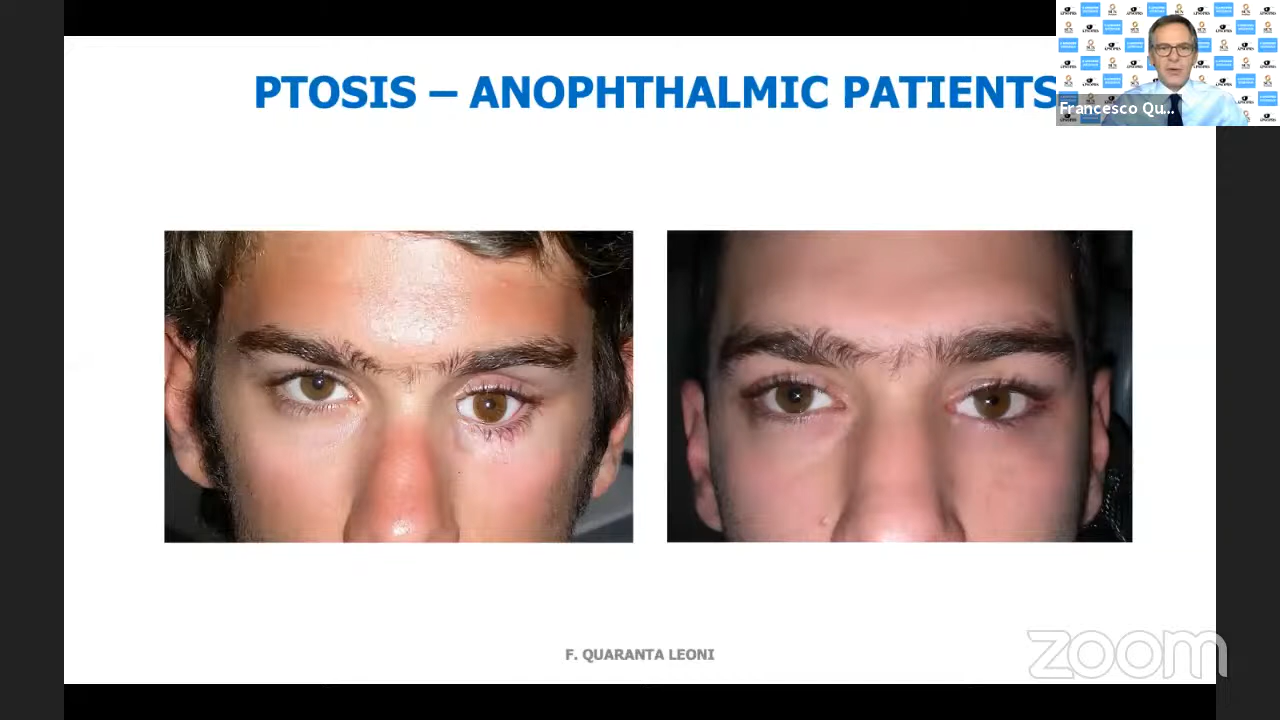 PTOSIS – ANOPHTHALMIC PATIENTS
Francesco Qu...
F. QUARANTA LEONI
zoom